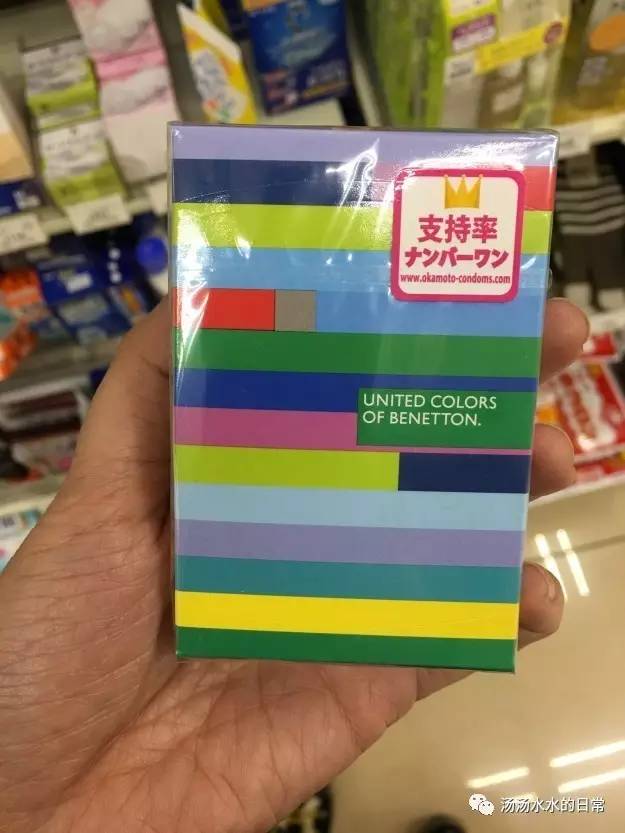 支持率
ナンバーワン
www.okamoto-condoms.com
UNITED COLORS
OF BENETTON.
汤汤水水的日常